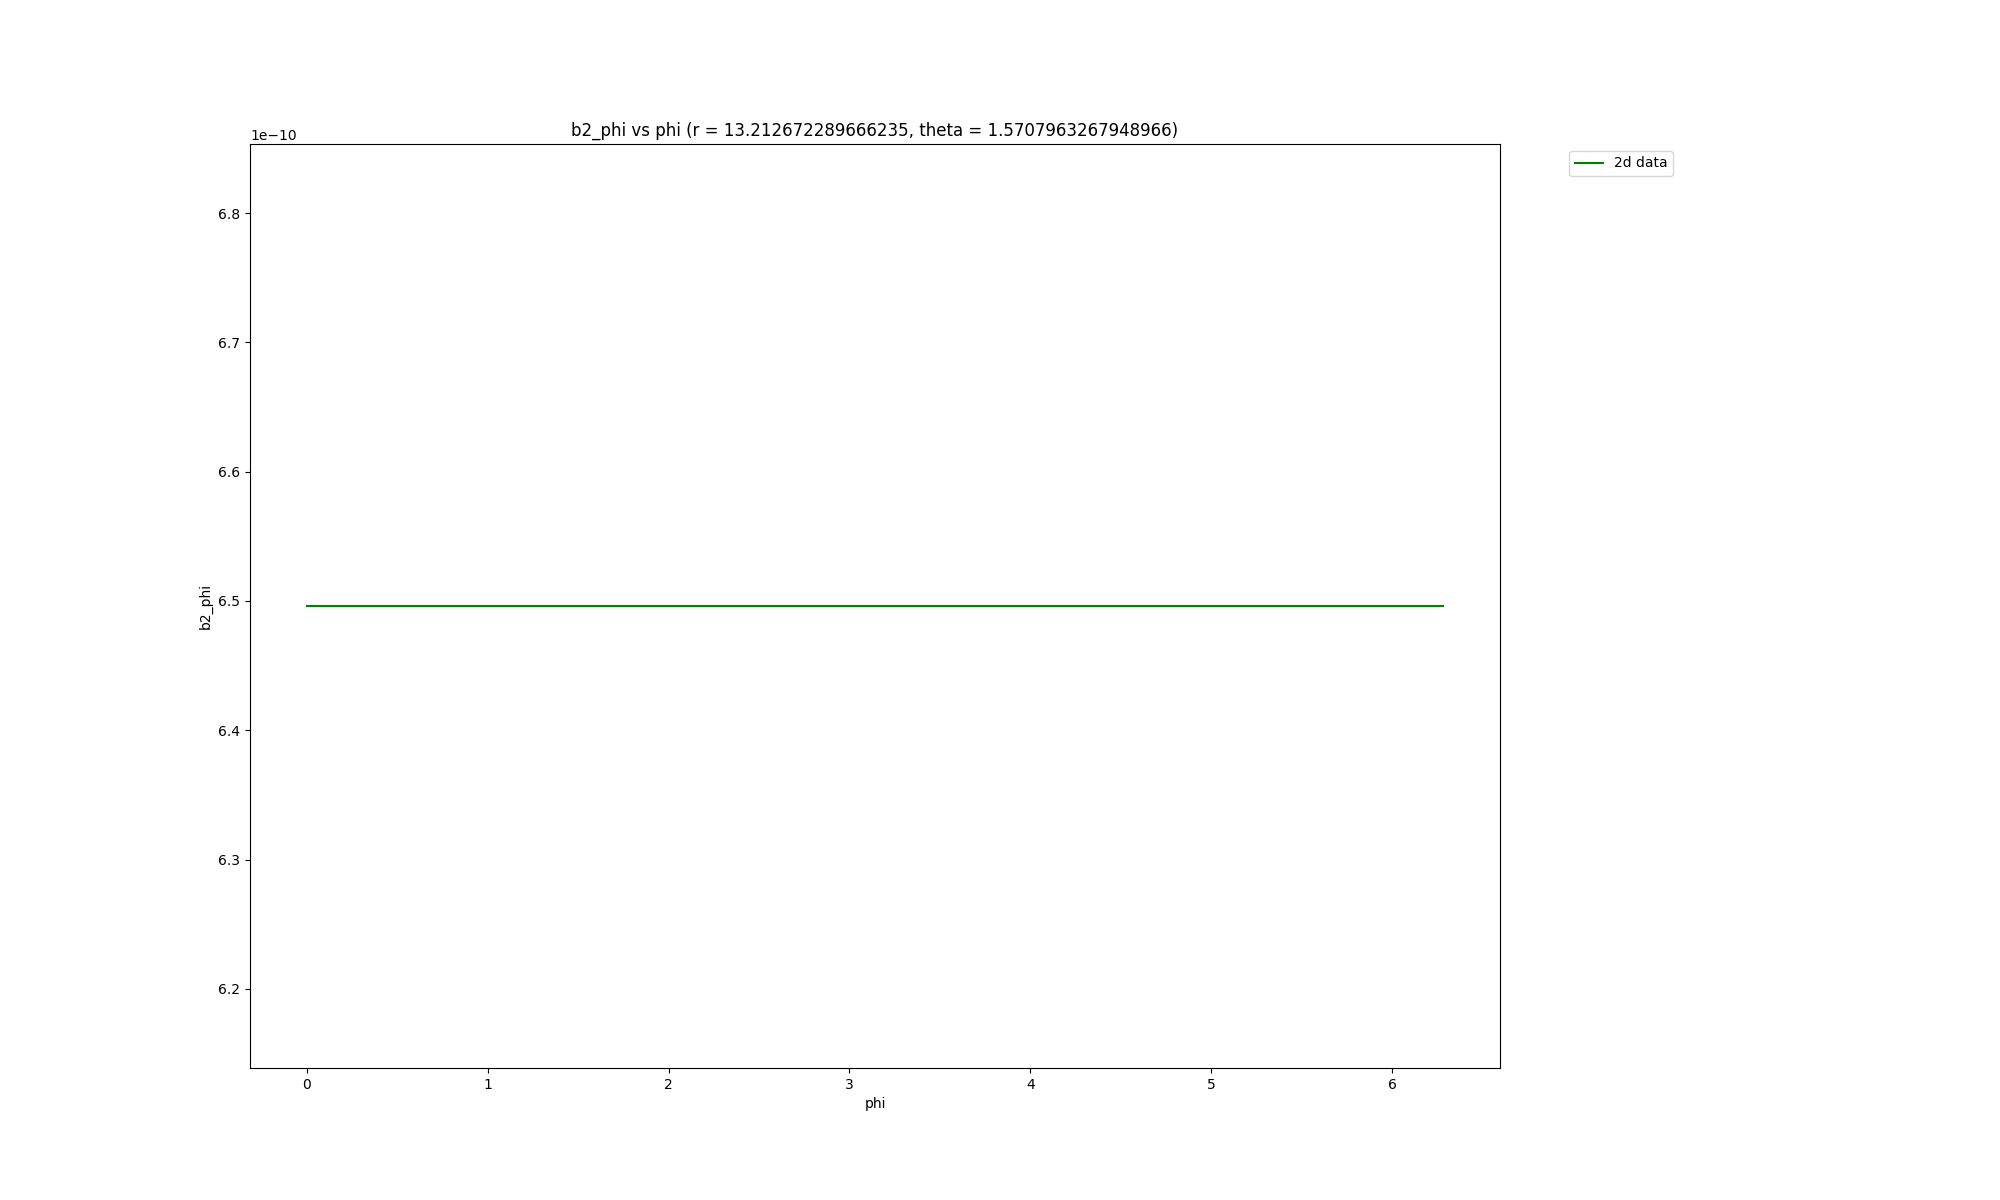 b2_phi vs phi (r = 13.212672289666235, theta = 1.5707963267948966)
1e−10
2d data
6.8
6.7
6.6
6.5
6.4
6.3
6.2
b2_phi
0 1 2 3 4 5 6
phi